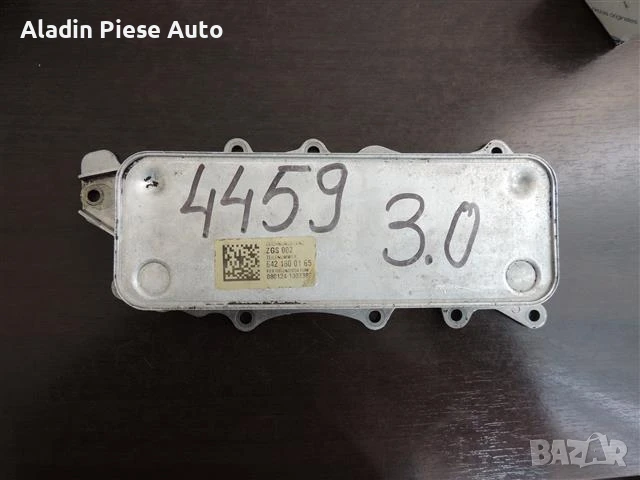 Aladin Piese Auto
4459
3.0
ZGS 002
642 180 01 65
BAZAR